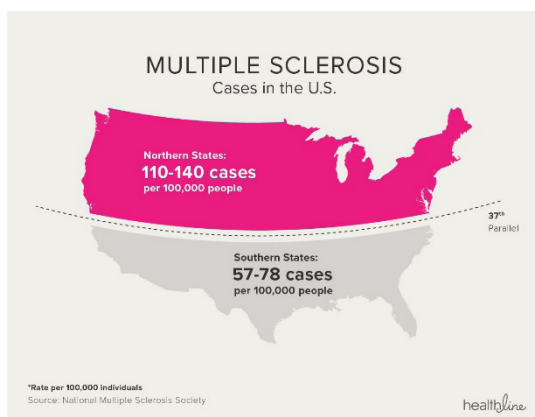 MULTIPLE SCLEROSIS
Cases in the U.S.
Northern States:
110-140 cases
per 100,000 people
37th
Parallel
Southern States:
57-78 cases
per 100,000 people
*Rate per 100,000 individuals
Source: National Multiple Sclerosis Society
healthline